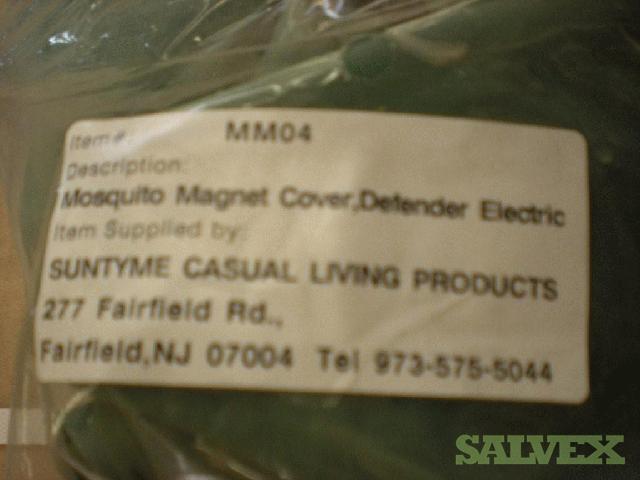 Item#: MM04
Description:
Mosquito Magnet Cover,Defender Electric
Item Supplied by:
SUNTYME CASUAL LIVING PRODUCTS
277 Fairfield Rd.,
Fairfield,NJ 07004 Tel 973-575-5044
SALVEX